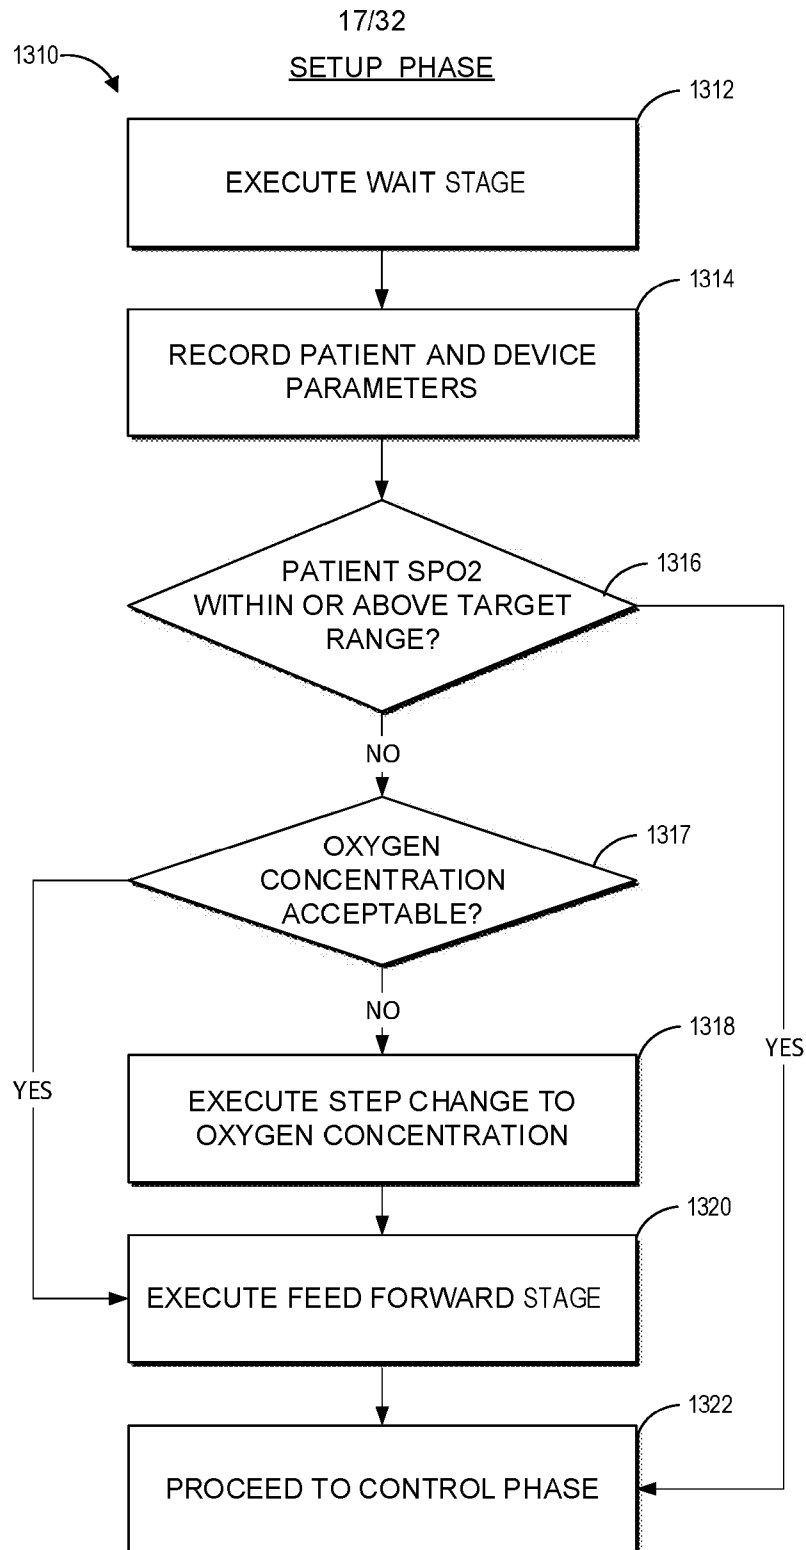 17/32
SETUP PHASE
1310
1312
EXECUTE WAIT STAGE
1314
RECORD PATIENT AND DEVICE
PARAMETERS
1316
PATIENT SPO2
WITHIN OR ABOVE TARGET
RANGE?
NO
1317
OXYGEN
CONCENTRATION
ACCEPTABLE?
NO
1318
YES
YES
EXECUTE STEP CHANGE TO
OXYGEN CONCENTRATION
1320
EXECUTE FEED FORWARD STAGE
1322
PROCEED TO CONTROL PHASE